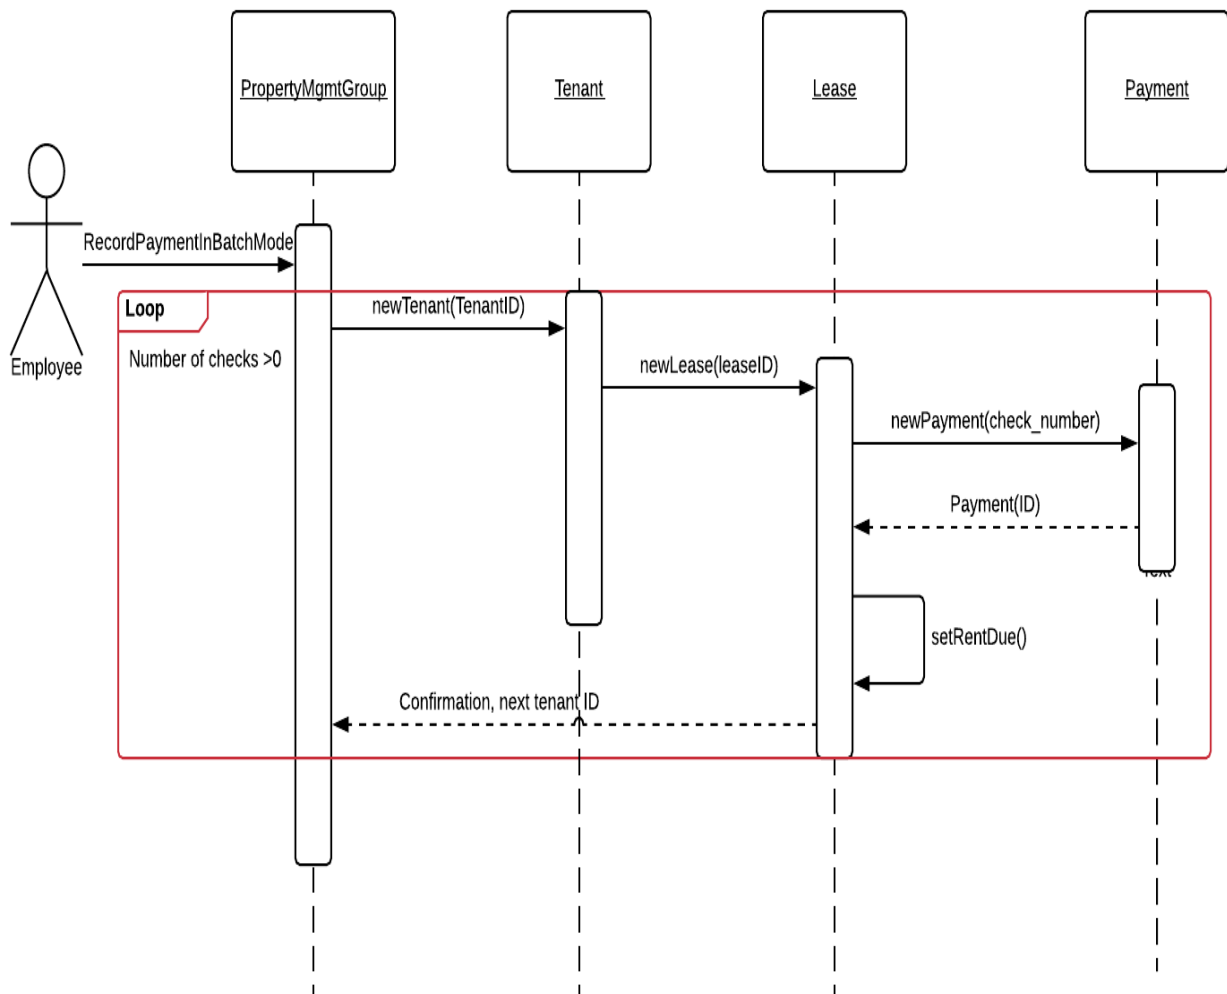 PropertyMgmtGroup
Tenant
Lease
Payment
RecordPaymentInBatchMode
Employee
Loop
Number of checks >0
newTenant(TenantID)
newLease(leaseID)
newPayment(check_number)
Payment(ID)
setRentDue()
Confirmation, next tenant ID